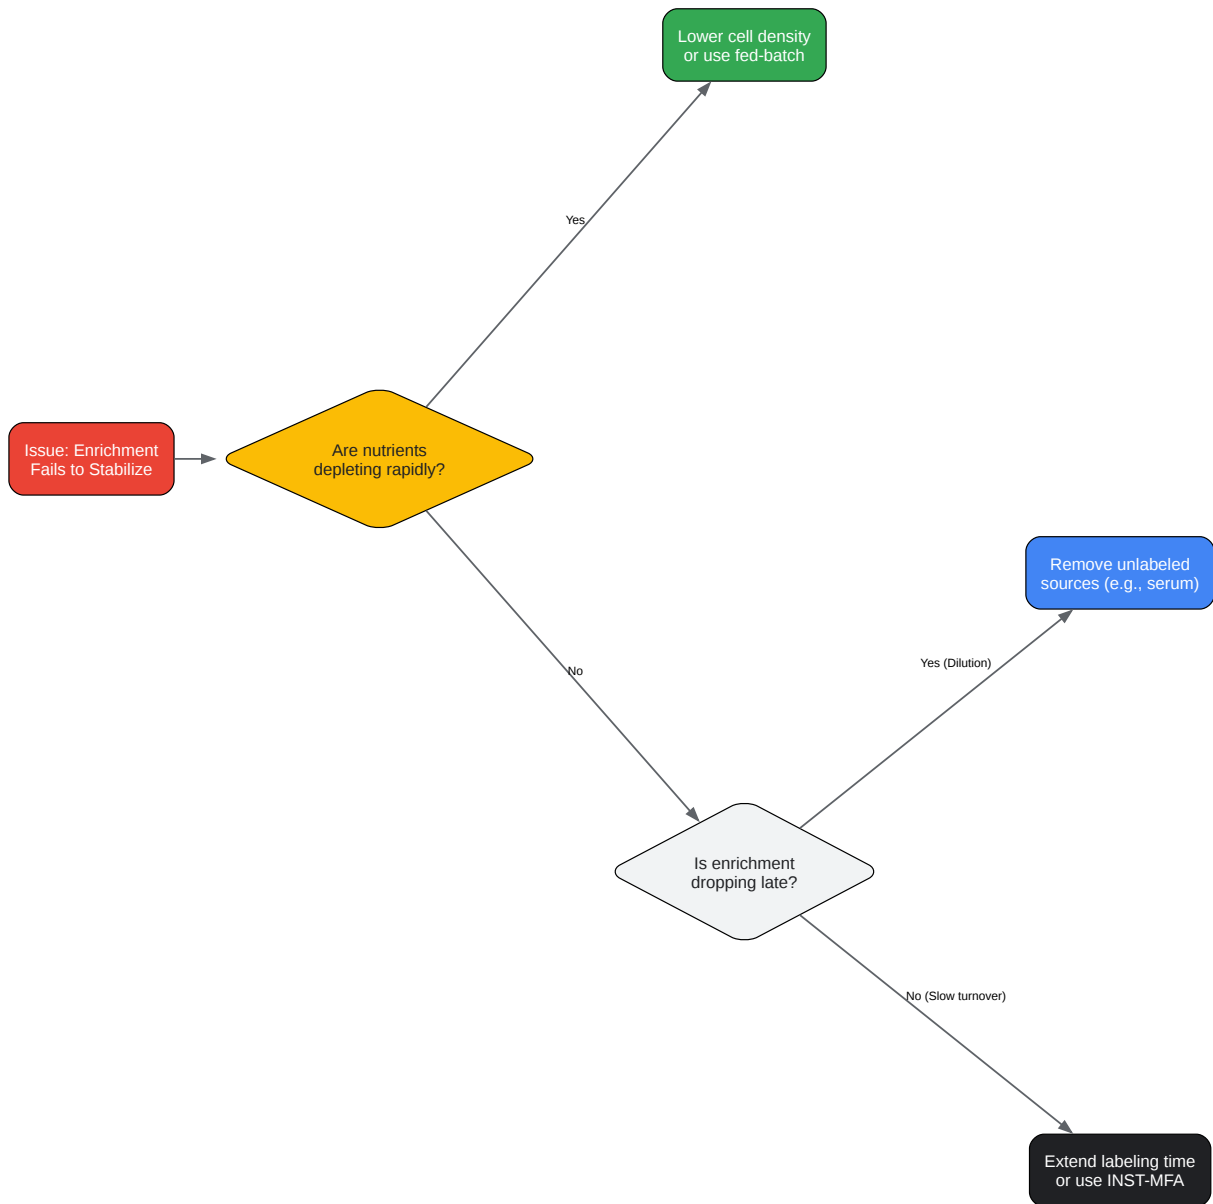 Lower cell density
or use fed-batch
Yes
Issue: Enrichment
Fails to Stabilize
Are nutrients
depleting rapidly?
Remove unlabeled
sources (e.g., serum)
Yes (Dilution)
No
Is enrichment
dropping late?
No (Slow turnover)
Extend labeling time
or use INST-MFA